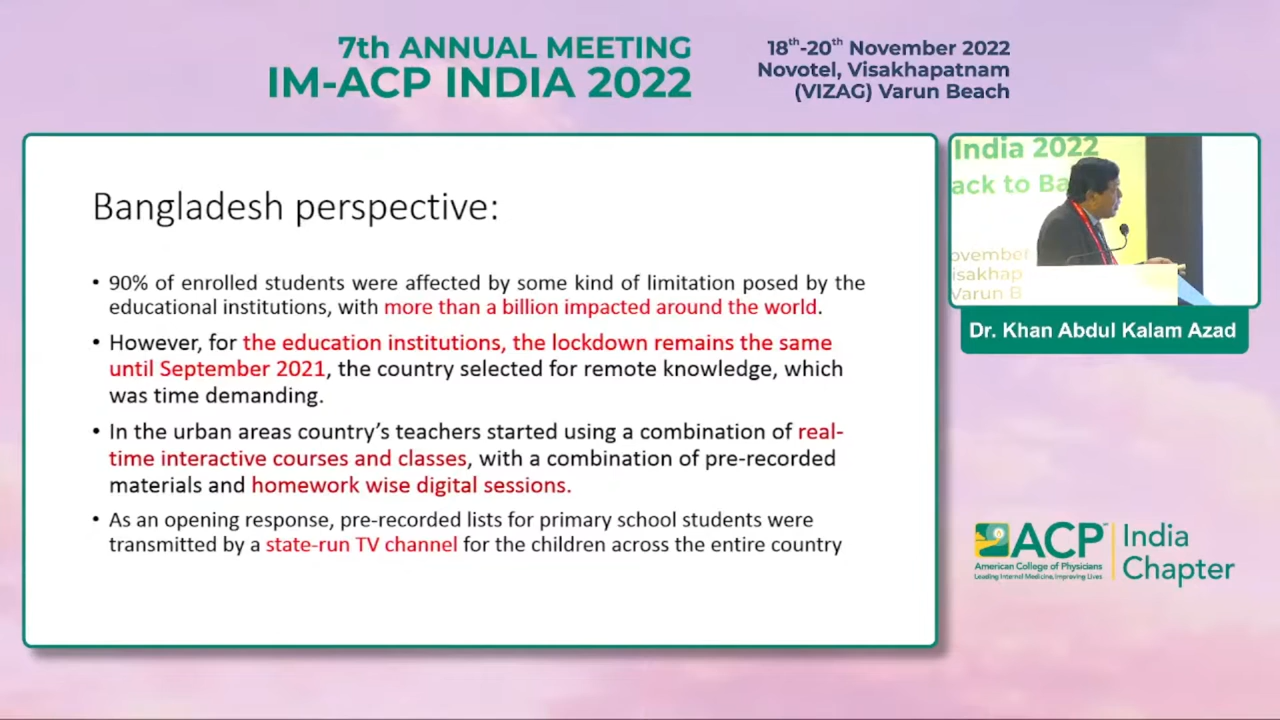 7th ANNUAL MEETING
IM-ACP INDIA 2022
18th-20th November 2022
Novotel, Visakhapatnam
(VIZAG) Varun Beach
Bangladesh perspective:
• 90% of enrolled students were affected by some kind of limitation posed by the
educational institutions, with more than a billion impacted around the world.
• However, for the education institutions, the lockdown remains the same
until September 2021, the country selected for remote knowledge, which
was time demanding.
• In the urban areas country's teachers started using a combination of real-
time interactive courses and classes, with a combination of pre-recorded
materials and homework wise digital sessions.
• As an opening response, pre-recorded lists for primary school students were
transmitted by a state-run TV channel for the children across the entire country
India 2022
ack to Ba
ovember
isakhap
Varun B
Dr. Khan Abdul Kalam Azad
ACP
American College of Physicians
Leading Internal Medicine, Improving Lives
India
Chapter